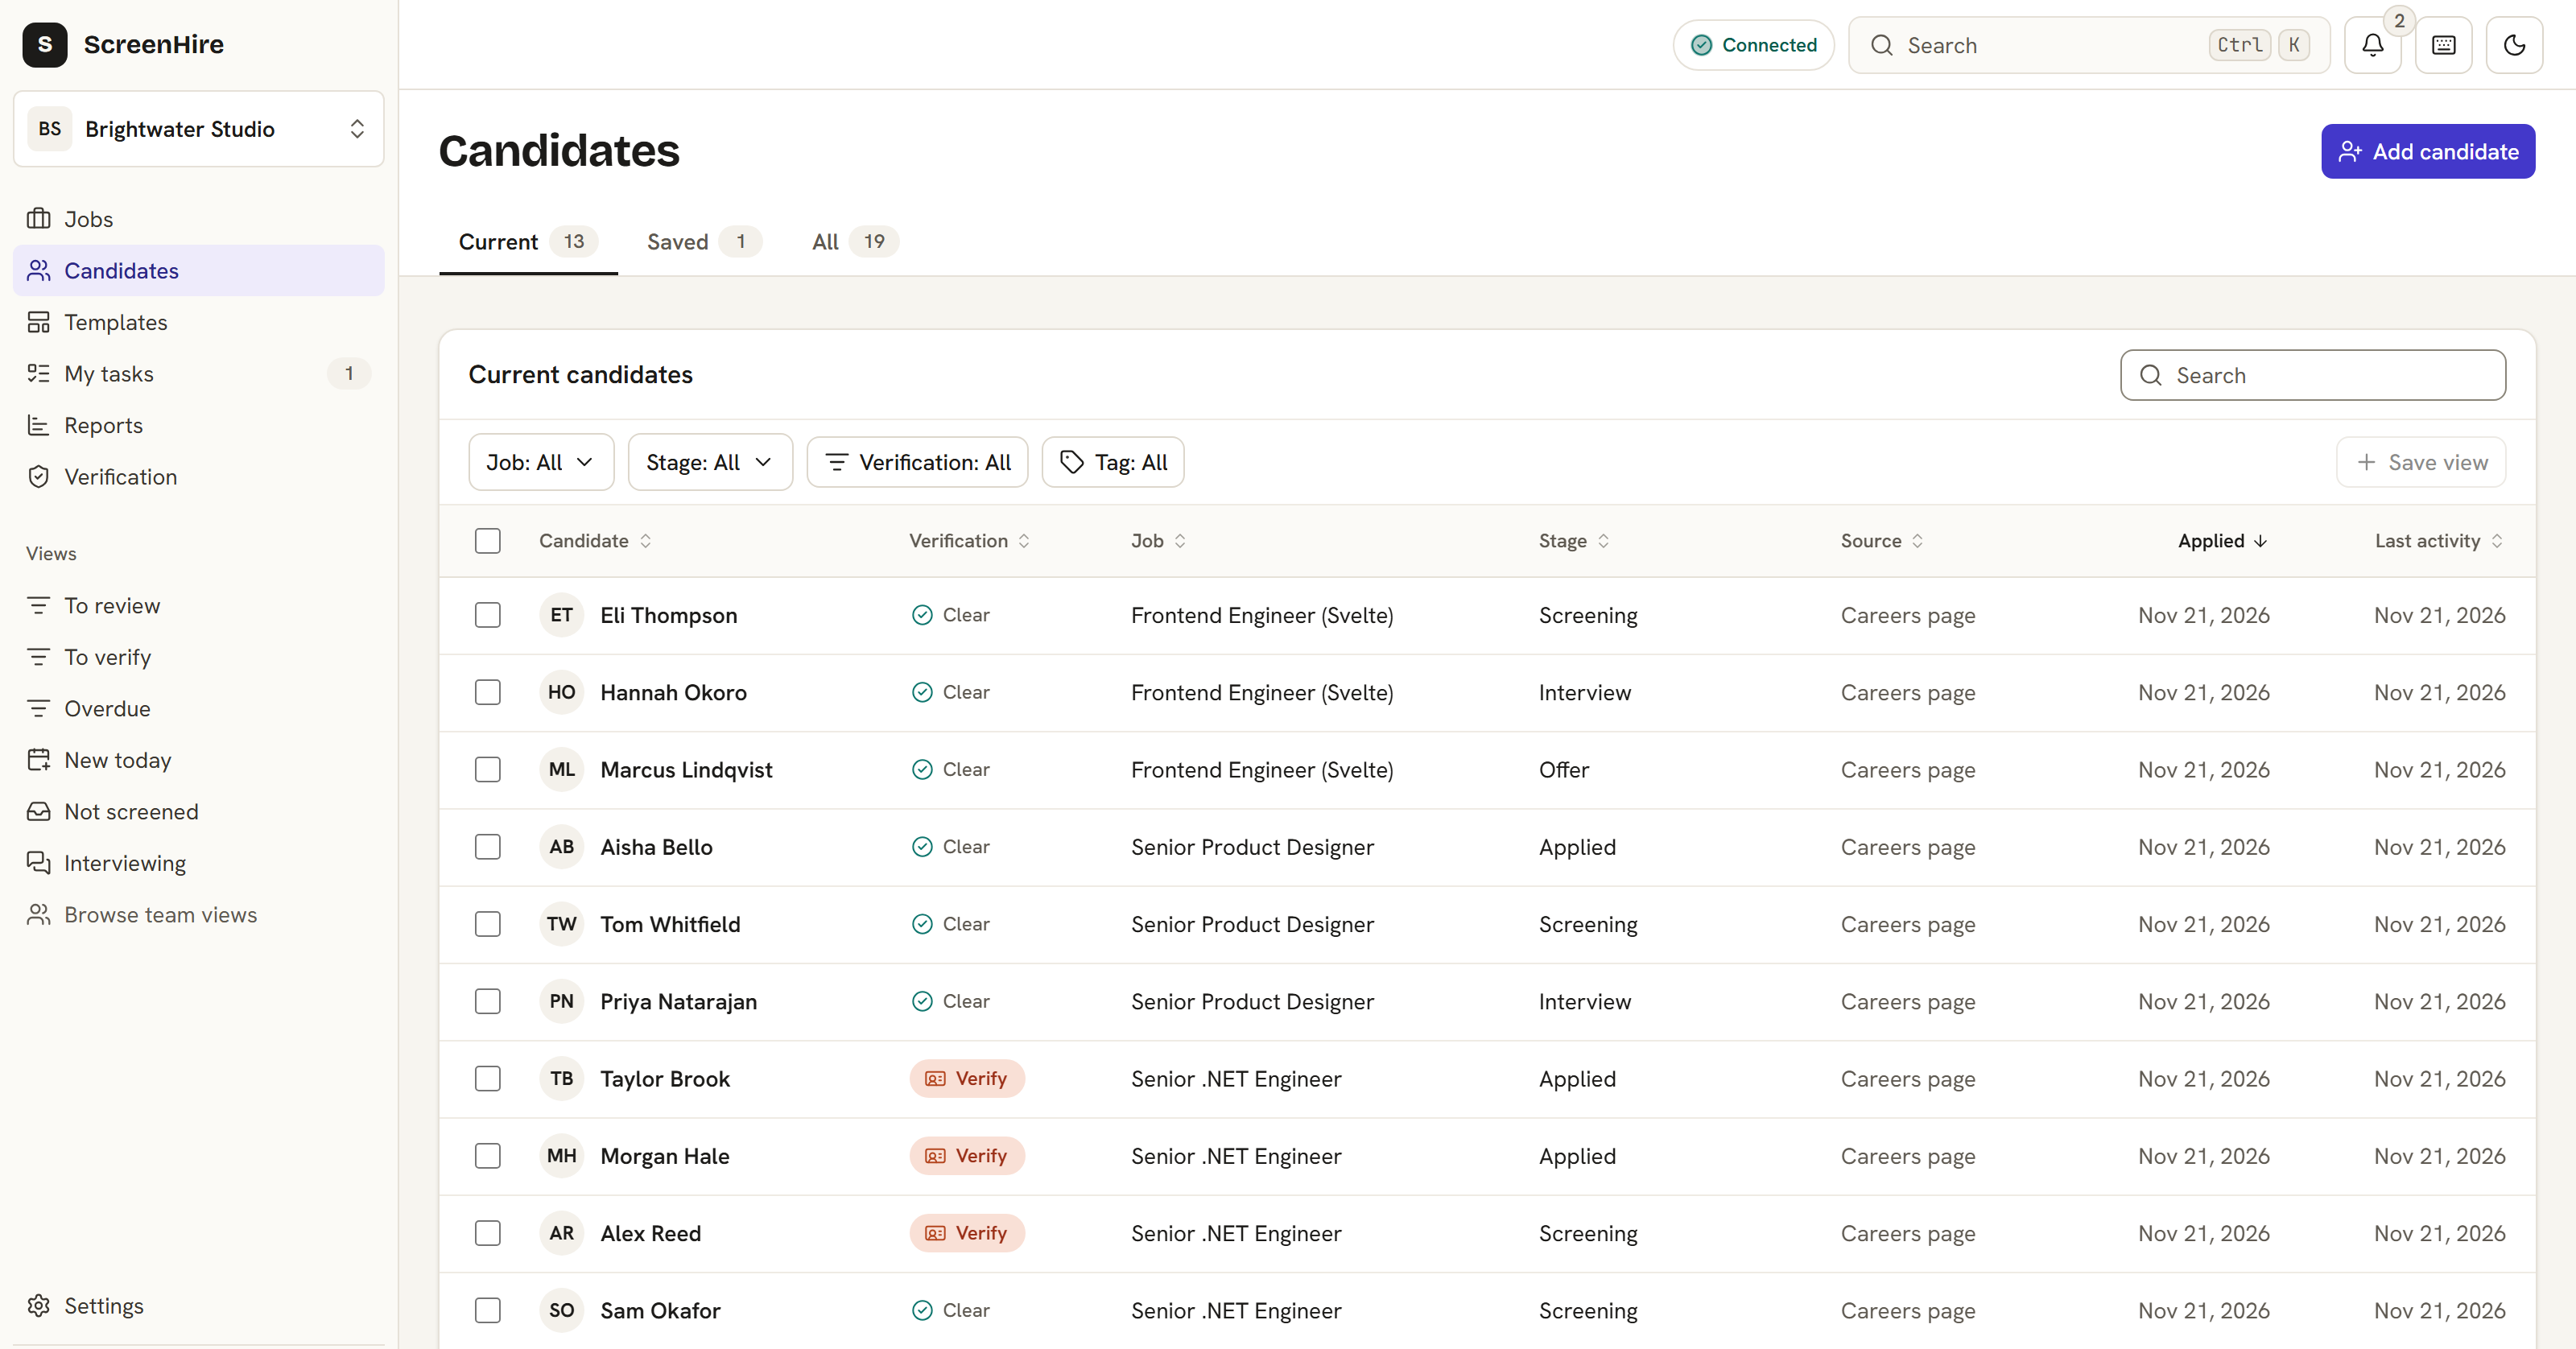 S ScreenHire
BS Brightwater Studio
Jobs
Candidates
Templates
My tasks 1
Reports
Verification
Views
To review
To verify
Overdue
New today
Not screened
Interviewing
Browse team views
Settings
Connected Search Ctrl K 2
Candidates
Add candidate
Current 13 Saved 1 All 19
Current candidates
Search
Job: All Stage: All Verification: All Tag: All Save view
Candidate Verification Job Stage Source Applied Last activity
ET Eli Thompson Clear Frontend Engineer (Svelte) Screening Careers page Nov 21, 2026 Nov 21, 2026
HO Hannah Okoro Clear Frontend Engineer (Svelte) Interview Careers page Nov 21, 2026 Nov 21, 2026
ML Marcus Lindqvist Clear Frontend Engineer (Svelte) Offer Careers page Nov 21, 2026 Nov 21, 2026
AB Aisha Bello Clear Senior Product Designer Applied Careers page Nov 21, 2026 Nov 21, 2026
TW Tom Whitfield Clear Senior Product Designer Screening Careers page Nov 21, 2026 Nov 21, 2026
PN Priya Natarajan Clear Senior Product Designer Interview Careers page Nov 21, 2026 Nov 21, 2026
TB Taylor Brook Verify Senior .NET Engineer Applied Careers page Nov 21, 2026 Nov 21, 2026
MH Morgan Hale Verify Senior .NET Engineer Applied Careers page Nov 21, 2026 Nov 21, 2026
AR Alex Reed Verify Senior .NET Engineer Screening Careers page Nov 21, 2026 Nov 21, 2026
SO Sam Okafor Clear Senior .NET Engineer Screening Careers page Nov 21, 2026 Nov 21, 2026